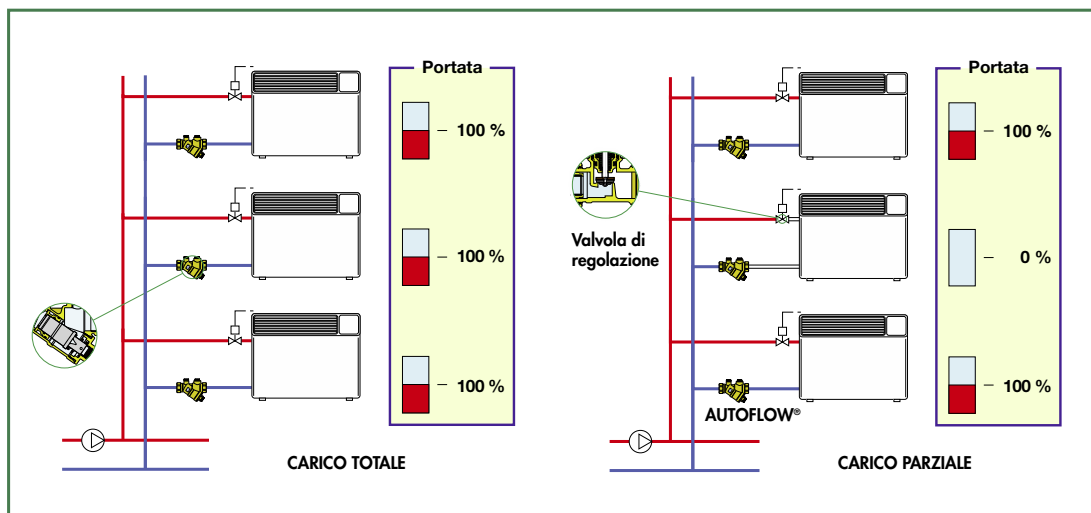 Portata
100 %
100 %
100 %
CARICO TOTALE
Valvola di
regolazione
AUTOFLOW®
Portata
100 %
0 %
100 %
CARICO PARZIALE